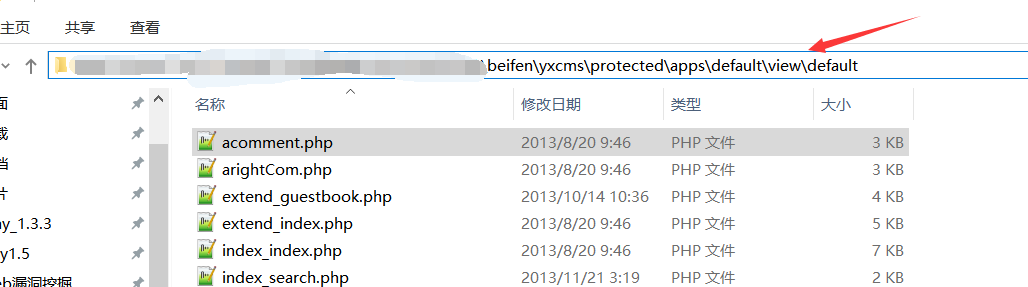 主页 共享 查看
\beifen\yxcms\protected\apps\default\view\default
名称 修改日期 类型 大小
面
acomment.php 2013/8/20 9:46 PHP 文件 3 KB
载
arightCom.php 2013/8/20 9:46 PHP 文件 3 KB
档
extend_guestbook.php 2013/10/14 10:36 PHP 文件 4 KB
片
extend_index.php 2013/8/20 9:46 PHP 文件 5 KB
ay_1.3.3
index_index.php 2013/8/20 9:46 PHP 文件 7 KB
y1.5
index_search.php 2013/11/21 3:19 PHP 文件 2 KB
eb漏洞挖掘